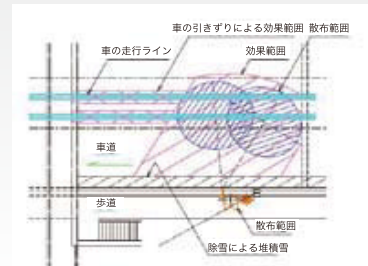 車の引きずりによる効果範囲 散布範囲
車の走行ライン
効果範囲
車道
歩道
散布範囲
除雪による堆積雪